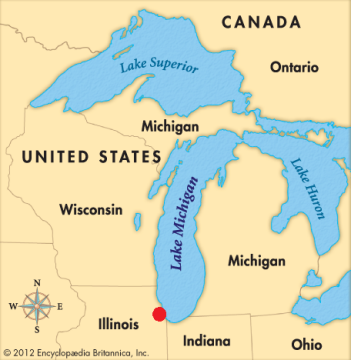 CANADA
Lake Superior
Ontario
Michigan
UNITED STATES
Lake Huron
Wisconsin
Lake Michigan
Michigan
N
W E
S
Illinois
Indiana
Ohio
© 2012 Encyclopædia Britannica, Inc.